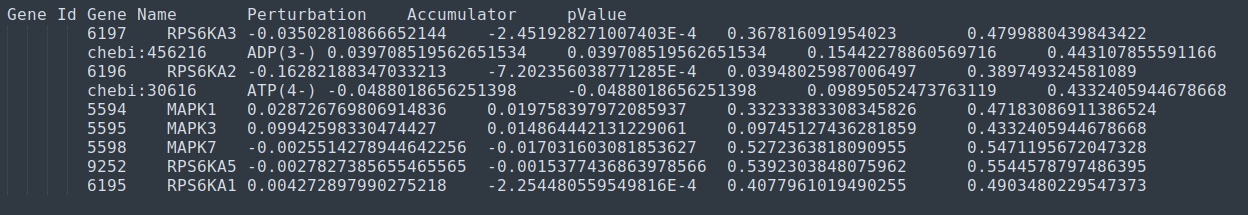 Gene Id Gene Name Perturbation Accumulator pValue
6197 RPS6KA3 -0.03502810866652144 -2.451928271007403E-4 0.367816091954023 0.4799880439843422
chebi:456216 ADP(3-) 0.039708519562651534 0.039708519562651534 0.15442278860569716 0.443107855591166
6196 RPS6KA2 -0.16282188347033213 -7.202356038771285E-4 0.03948025987006497 0.389749324581089
chebi:30616 ATP(4-) -0.0488018656251398 -0.0488018656251398 0.09895052473763119 0.4332405944678668
5594 MAPK1 0.028726769806914836 0.019758397972085937 0.33233383308345826 0.47183086911386524
5595 MAPK3 0.09942598330474427 0.014864442131229061 0.09745127436281859 0.4332405944678668
5598 MAPK7 -0.0025514278944642256 -0.017031603081853627 0.5272363818090955 0.5471195672047328
9252 RPS6KA5 -0.0027827385655465565 -0.0015377436863978566 0.5392303848075962 0.5544578797486395
6195 RPS6KA1 0.004272897990275218 -2.254480559549816E-4 0.4077961019490255 0.4903480229547373